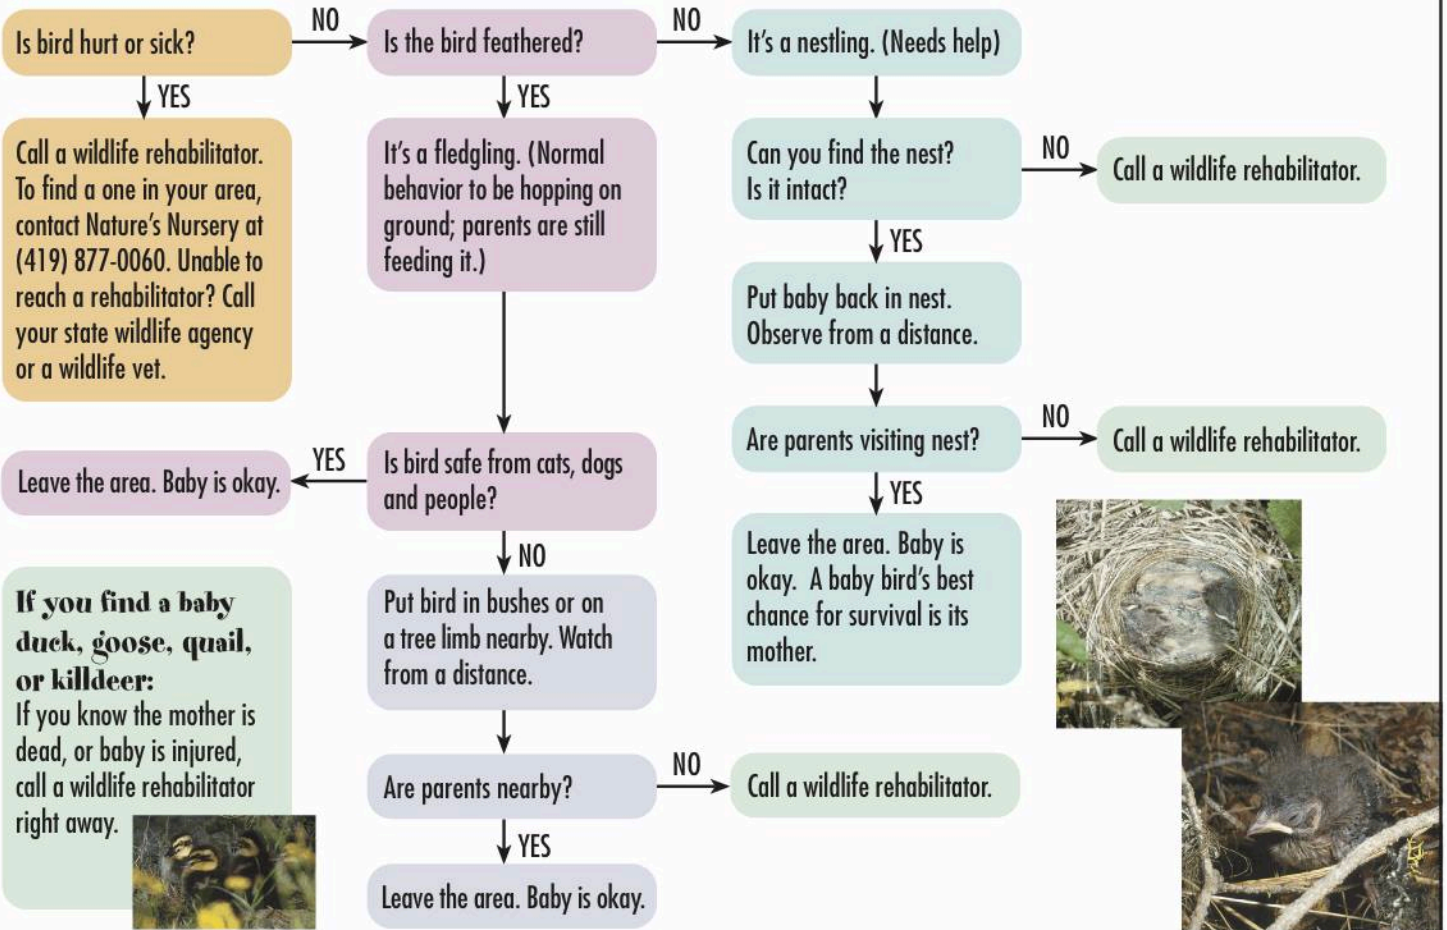 Is bird hurt or sick?
NO
Is the bird feathered?
NO
It's a nestling. (Needs help)
YES
Call a wildlife rehabilitator.
To find a one in your area,
contact Nature's Nursery at
(419) 877-0060. Unable to
reach a rehabilitator? Call
your state wildlife agency
or a wildlife vet.
YES
It's a fledgling. (Normal
behavior to be hopping on
ground; parents are still
feeding it.)
Can you find the nest?
Is it intact?
NO
Call a wildlife rehabilitator.
YES
Put baby back in nest.
Observe from a distance.
Are parents visiting nest?
NO
Call a wildlife rehabilitator.
YES
Leave the area. Baby is
okay.  A baby bird's best
chance for survival is its
mother.
Is bird safe from cats, dogs
and people?
YES
Leave the area. Baby is okay.
NO
Put bird in bushes or on
a tree limb nearby. Watch
from a distance.
Are parents nearby?
NO
Call a wildlife rehabilitator.
YES
Leave the area. Baby is okay.
If you find a baby
duck, goose, quail,
or killdeer:
If you know the mother is
dead, or baby is injured,
call a wildlife rehabilitator
right away.